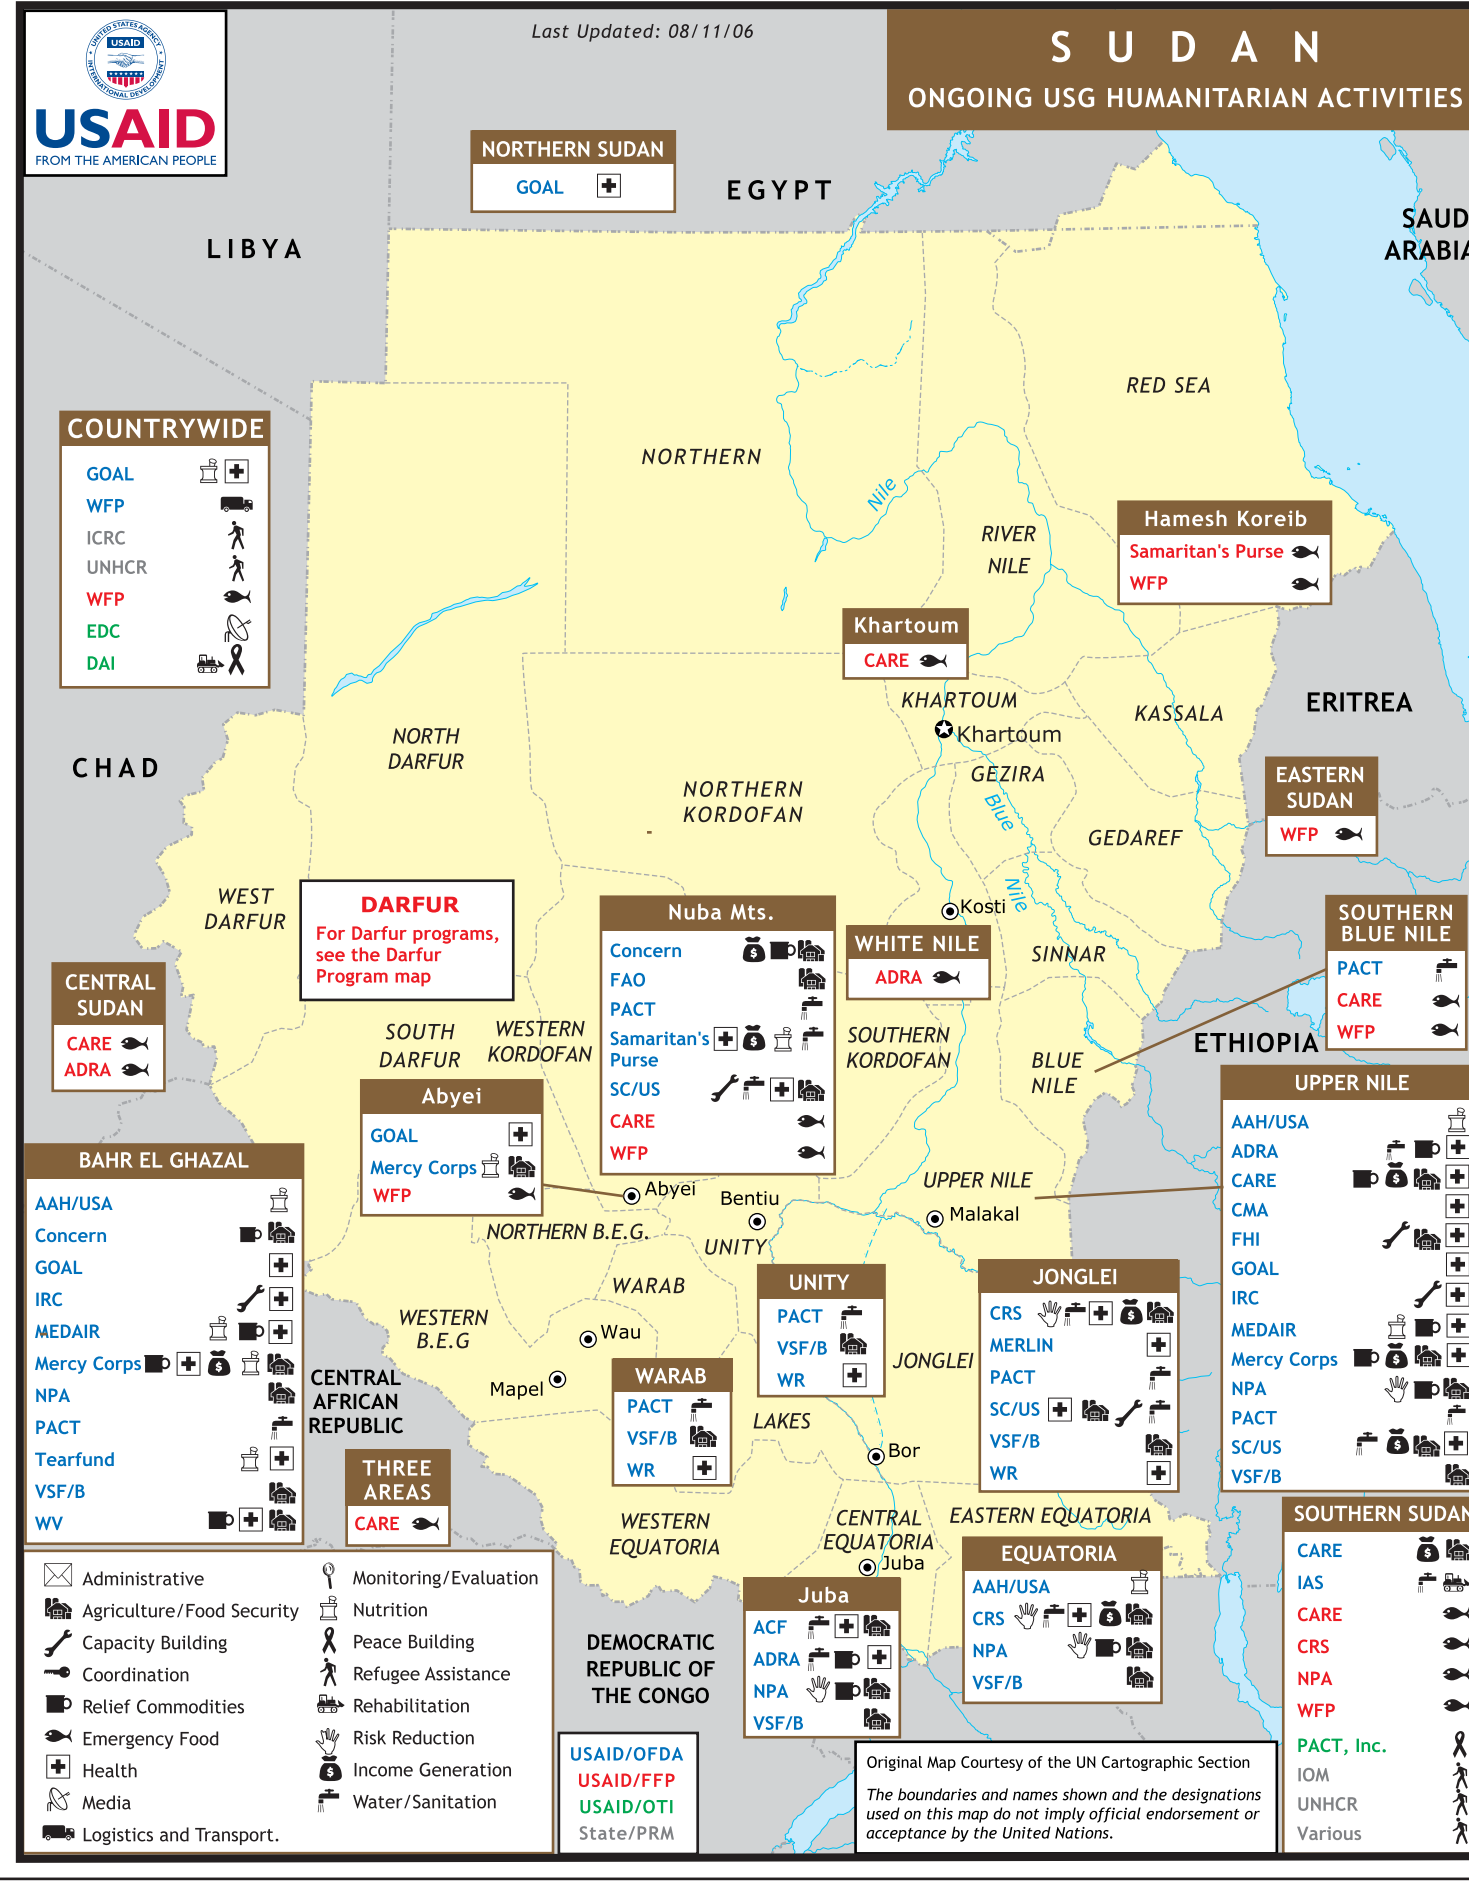 UNITED STATES AGENCY
USAID
INTERNATIONAL DEVELOPMENT
USAID
FROM THE AMERICAN PEOPLE
Last Updated: 08/11/06
SUDAN
ONGOING USG HUMANITARIAN ACTIVITIES
NORTHERN SUDAN
GOAL
EGYPT
LIBYA
SAUD
ARABIA
RED SEA
COUNTRYWIDE
GOAL
WFP
ICRC
UNHCR
WFP
EDC
DAI
NORTHERN
Nile
RIVER
NILE
Hamesh Koreib
Samaritan's Purse
WFP
Khartoum
CARE
KHARTOUM
Khartoum
KASSALA
ERITREA
CHAD
NORTH
DARFUR
NORTHERN
KORDOFAN
GEZIRA
Blue
Nile
GEDAREF
EASTERN
SUDAN
WFP
WEST
DARFUR
DARFUR
For Darfur programs,
see the Darfur
Program map
Nuba Mts.
Concern
FAO
PACT
Samaritan's
Purse
SC/US
CARE
WFP
Kosti
WHITE NILE
ADRA
SINNAR
SOUTHERN
BLUE NILE
PACT
CARE
WFP
CENTRAL
SUDAN
CARE
ADRA
SOUTH
DARFUR
WESTERN
KORDOFAN
SOUTHERN
KORDOFAN
BLUE
NILE
ETHIOPIA
Abyei
GOAL
Mercy Corps
WFP
UPPER NILE
AAH/USA
ADRA
CARE
CMA
FHI
GOAL
IRC
MEDAIR
Mercy Corps
NPA
PACT
SC/US
VSF/B
BAHR EL GHAZAL
AAH/USA
Concern
GOAL
IRC
MEDAIR
Mercy Corps
NPA
PACT
Tearfund
VSF/B
WV
Abyei
Bentiu
UPPER NILE
Malakal
NORTHERN B.E.G.
UNITY
WARAB
WESTERN
B.E.G
Wau
Mapel
UNITY
PACT
VSF/B
WR
JONGLEI
JONGLEI
CRS
MERLIN
PACT
SC/US
VSF/B
WR
WARAB
PACT
VSF/B
WR
LAKES
Bor
CENTRAL
AFRICAN
REPUBLIC
THREE
AREAS
CARE
WESTERN
EQUATORIA
CENTRAL
EQUATORIA
Juba
EASTERN EQUATORIA
EQUATORIA
AAH/USA
CRS
NPA
VSF/B
Juba
ACF
ADRA
NPA
VSF/B
SOUTHERN SUDAN
CARE
IAS
CARE
CRS
NPA
WFP
PACT, Inc.
IOM
UNHCR
Various
Administrative
Agriculture/Food Security
Capacity Building
Coordination
Relief Commodities
Emergency Food
Health
Media
Logistics and Transport.
Monitoring/Evaluation
Nutrition
Peace Building
Refugee Assistance
Rehabilitation
Risk Reduction
Income Generation
Water/Sanitation
DEMOCRATIC
REPUBLIC OF
THE CONGO
USAID/OFDA
USAID/FFP
USAID/OTI
State/PRM
Original Map Courtesy of the UN Cartographic Section
The boundaries and names shown and the designations
used on this map do not imply official endorsement or
acceptance by the United Nations.